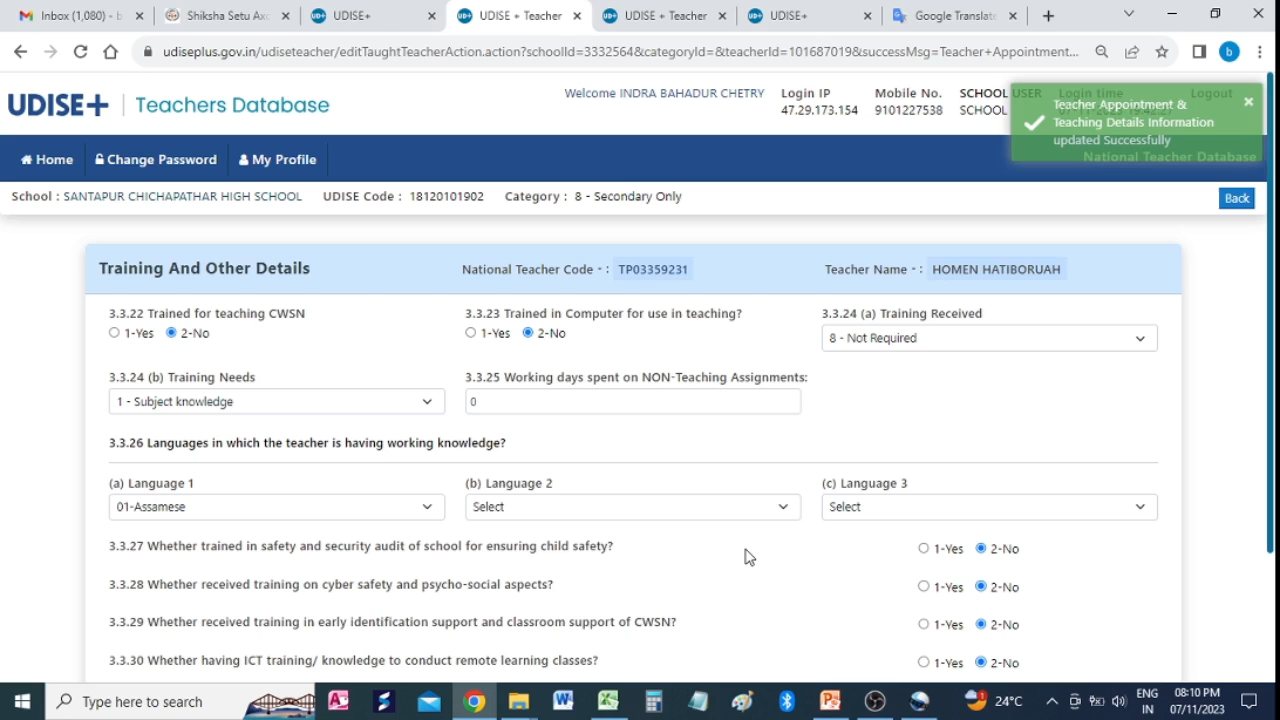 Inbox (1,080) - b
Shiksha Setu Axo
UDISE+
UDISE + Teacher
UDISE + Teacher
UDISE+
Google Translate
udiseplus.gov.in/udiseteacher/editTaughtTeacherAction.action?schoolId=3332564&categoryId=&teacherId=101687019&successMsg=Teacher+Appointment...
b
UDISE+ | Teachers Database
Welcome INDRA BAHADUR CHETRY
Login IP
47.29.173.154
Mobile No.
9101227538
SCHOOL USER
SCHOOL
Login time
Logout
Teacher Appointment &
Teaching Details Information
updated Successfully
Home
Change Password
My Profile
National Teacher Database
School : SANTAPUR CHICHAPATHAR HIGH SCHOOL UDISE Code : 18120101902 Category : 8 - Secondary Only
Back
Training And Other Details National Teacher Code - : TP03359231 Teacher Name - : HOMEN HATIBORUAH
3.3.22 Trained for teaching CWSN
1-Yes 2-No
3.3.23 Trained in Computer for use in teaching?
1-Yes 2-No
3.3.24 (a) Training Received
8 - Not Required
3.3.24 (b) Training Needs
1 - Subject knowledge
3.3.25 Working days spent on NON-Teaching Assignments:
0
3.3.26 Languages in which the teacher is having working knowledge?
(a) Language 1
01-Assamese
(b) Language 2
Select
(c) Language 3
Select
3.3.27 Whether trained in safety and security audit of school for ensuring child safety? 1-Yes 2-No
3.3.28 Whether received training on cyber safety and psycho-social aspects? 1-Yes 2-No
3.3.29 Whether received training in early identification support and classroom support of CWSN? 1-Yes 2-No
3.3.30 Whether having ICT training/ knowledge to conduct remote learning classes? 1-Yes 2-No
Type here to search
24°C
ENG
IN
08:10 PM
07/11/2023